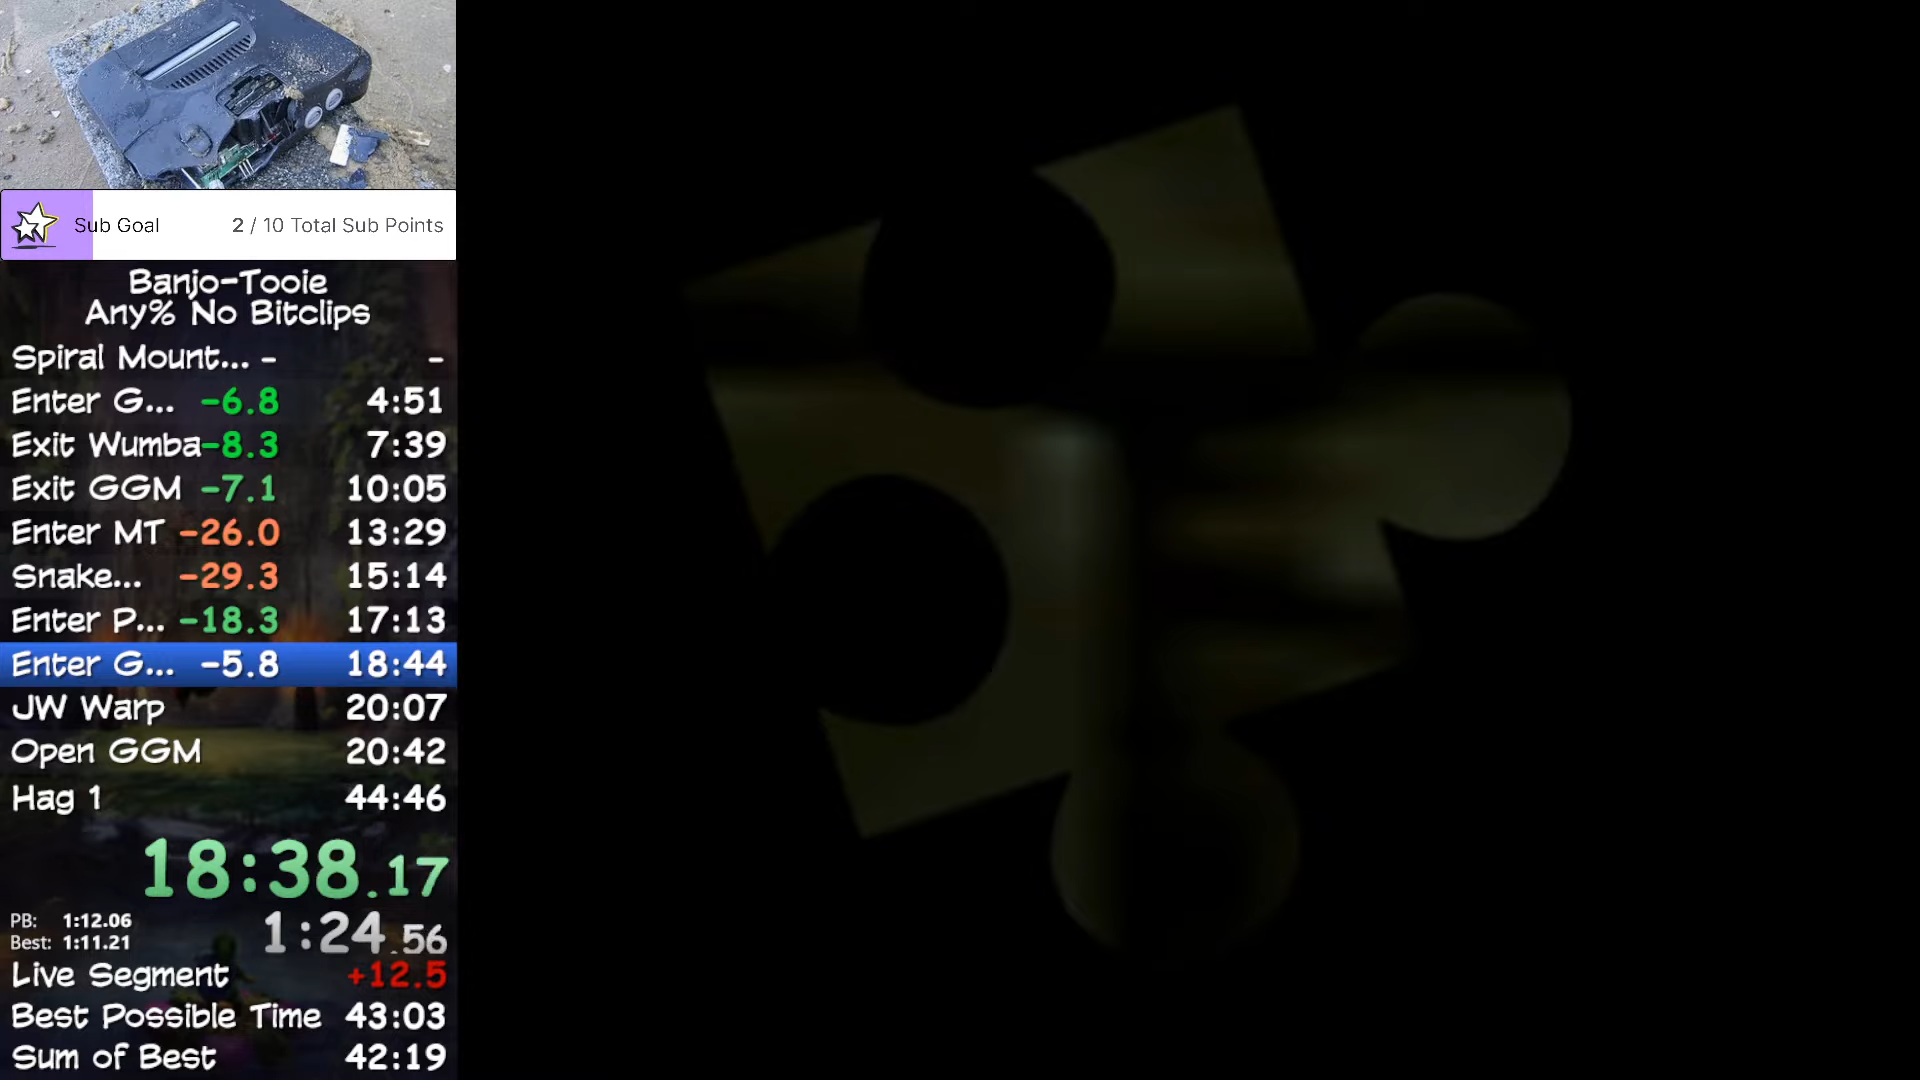 Sub Goal 2 / 10 Total Sub Points
Banjo-Tooie
Any% No Bitclips
Spiral Mount... - -
Enter G... -6.8 4:51
Exit Wumba -8.3 7:39
Exit GGM -7.1 10:05
Enter MT -26.0 13:29
Snake... -29.3 15:14
Enter P... -18.3 17:13
Enter G... -5.8 18:44
JW Warp 20:07
Open GGM 20:42
Hag 1 44:46
18:38.17
PB: 1:12.06 1:24.56
Best: 1:11.21
Live Segment +12.5
Best Possible Time 43:03
Sum of Best 42:19